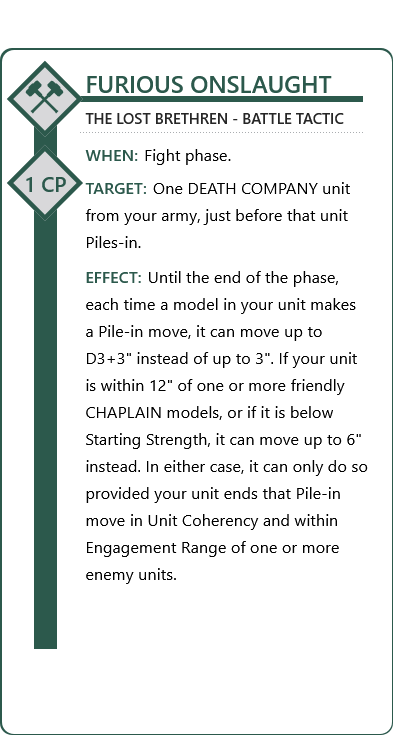 FURIOUS ONSLAUGHT
THE LOST BRETHREN - BATTLE TACTIC
WHEN: Fight phase.
1 CP
TARGET: One DEATH COMPANY unit
from your army, just before that unit
Piles-in.
EFFECT: Until the end of the phase,
each time a model in your unit makes
a Pile-in move, it can move up to
D3+3" instead of up to 3". If your unit
is within 12" of one or more friendly
CHAPLAIN models, or if it is below
Starting Strength, it can move up to 6"
instead. In either case, it can only do so
provided your unit ends that Pile-in
move in Unit Coherency and within
Engagement Range of one or more
enemy units.